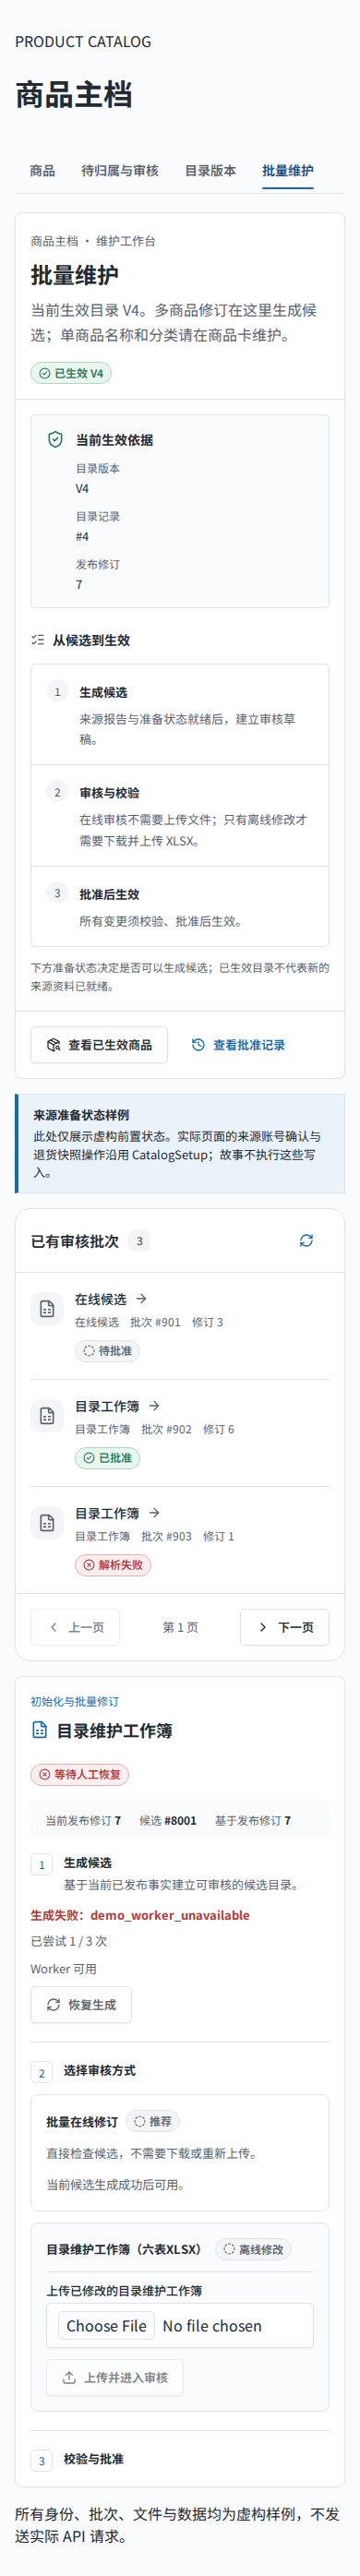 PRODUCT CATALOG
商品主档
商品 待归属与审核 目录版本 批量维护
商品主档 · 维护工作台
批量维护
当前生效目录 V4。多商品修订在这里生成候
选；单商品名称和分类请在商品卡维护。
已生效 V4
当前生效依据
目录版本
V4
目录记录
#4
发布修订
7
从候选到生效
1 生成候选
来源报告与准备状态就绪后，建立审核草
稿。
2 审核与校验
在线审核不需要上传文件；只有离线修改才
需要下载并上传 XLSX。
3 批准后生效
所有变更须校验、批准后生效。
下方准备状态决定是否可以生成候选；已生效目录不代表新的
来源资料已就绪。
查看已生效商品 查看批准记录
来源准备状态样例
此处仅展示虚构前置状态。实际页面的来源账号确认与
退货快照操作沿用 CatalogSetup；故事不执行这些写
入。
已有审核批次 3
在线候选
在线候选 批次 #901 修订 3
待批准
目录工作簿
目录工作簿 批次 #902 修订 6
已批准
目录工作簿
目录工作簿 批次 #903 修订 1
解析失败
上一页 第 1 页 下一页
初始化与批量修订
目录维护工作簿
等待人工恢复
当前发布修订 7 候选 #8001 基于发布修订 7
1 生成候选
基于当前已发布事实建立可审核的候选目录。
生成失败：demo_worker_unavailable
已尝试 1 / 3 次
Worker 可用
恢复生成
2 选择审核方式
批量在线修订 推荐
直接检查候选，不需要下载或重新上传。
当前候选生成成功后可用。
目录维护工作簿（六表XLSX） 离线修改
上传已修改的目录维护工作簿
Choose File No file chosen
上传并进入审核
3 校验与批准
所有身份、批次、文件与数据均为虚构样例，不发
送实际 API 请求。